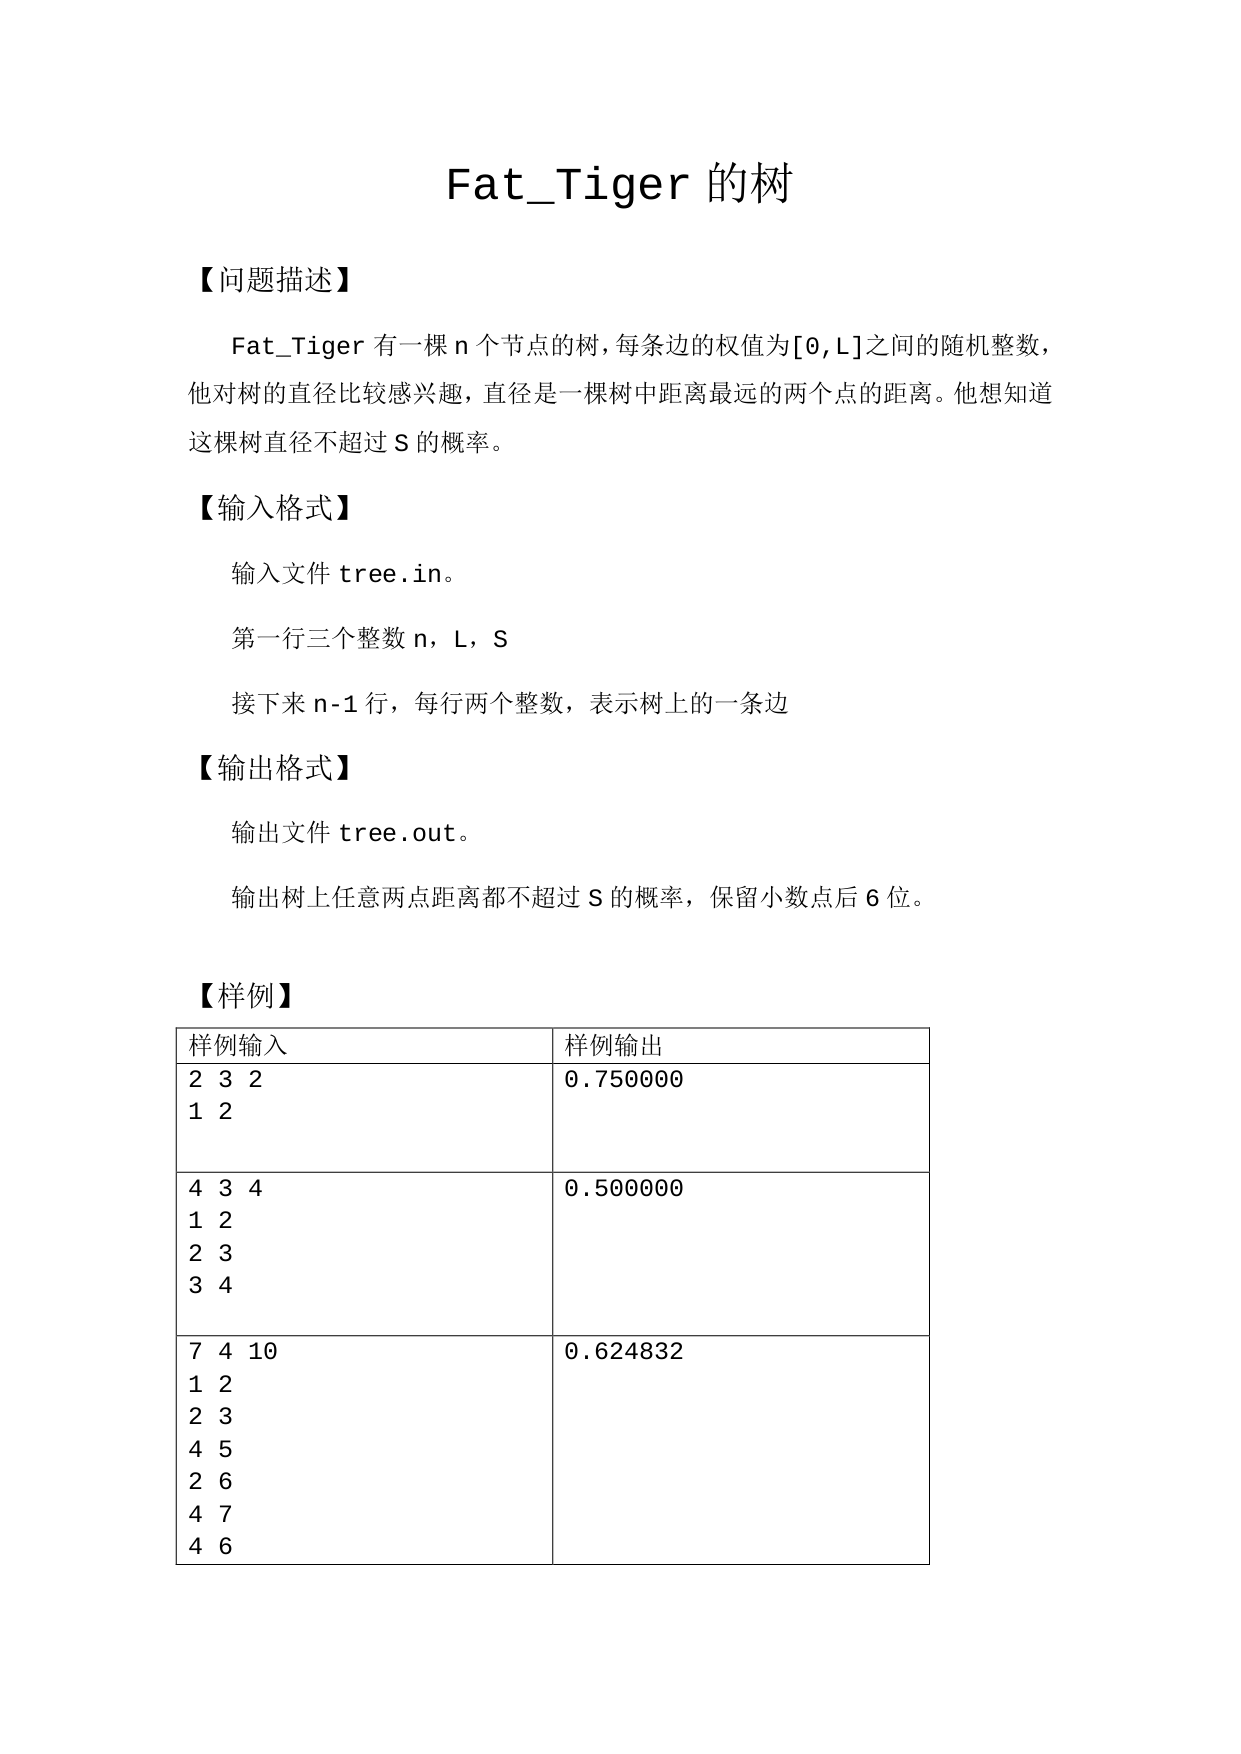 Fat_Tiger 的树
【问题描述】
Fat_Tiger 有一棵 n 个节点的树，每条边的权值为[0,L]之间的随机整数，
他对树的直径比较感兴趣，直径是一棵树中距离最远的两个点的距离。他想知道
这棵树直径不超过 S 的概率。
【输入格式】
输入文件 tree.in。
第一行三个整数 n，L，S
接下来 n-1 行，每行两个整数，表示树上的一条边
【输出格式】
输出文件 tree.out。
输出树上任意两点距离都不超过 S 的概率，保留小数点后 6 位。
【样例】
样例输入 样例输出
2 3 2 0.750000
1 2
4 3 4 0.500000
1 2
2 3
3 4
7 4 10 0.624832
1 2
2 3
4 5
2 6
4 7
4 6